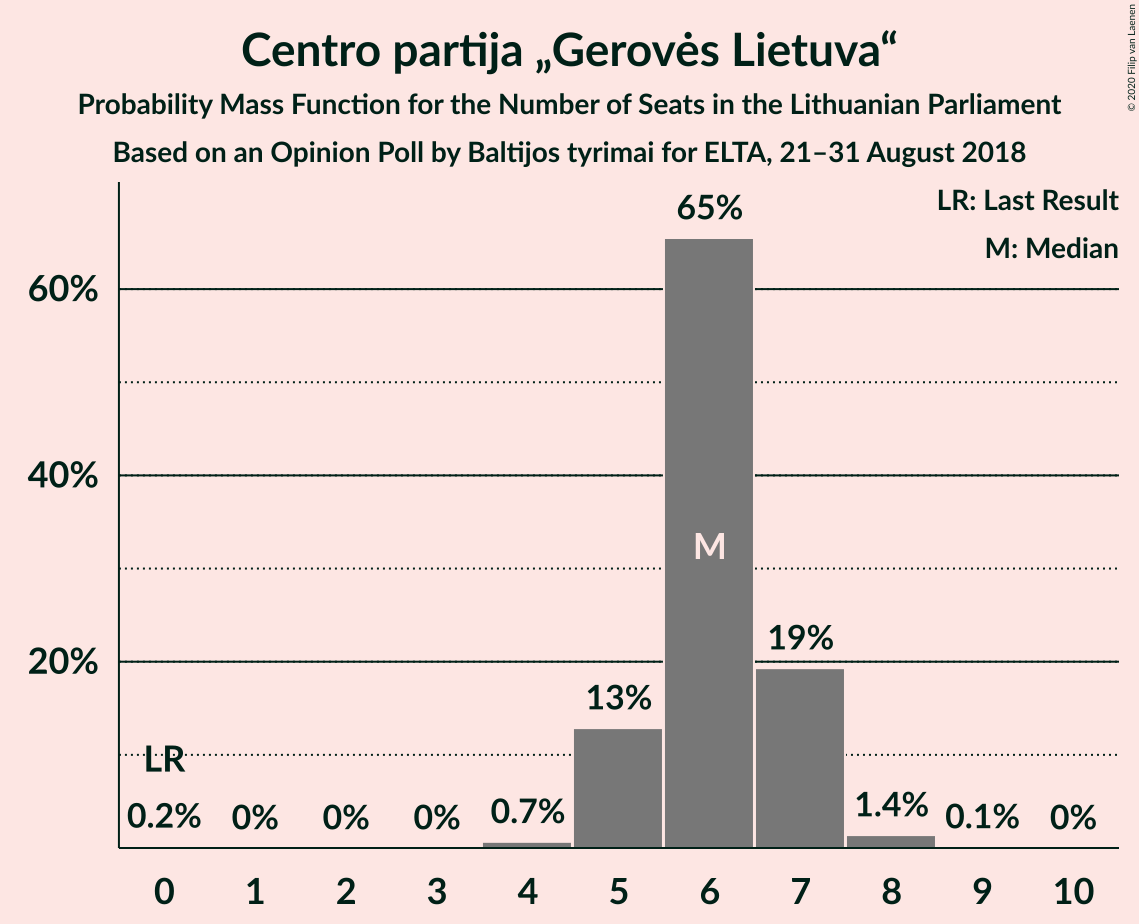 Centro partija „Gerovės Lietuva“
Probability Mass Function for the Number of Seats in the Lithuanian Parliament
Based on an Opinion Poll by Baltijos tyrimai for ELTA, 21–31 August 2018
© 2020 Filip van Laenen
LR: Last Result
M: Median
65%
60%
40%
M
19%
20%
13%
LR
0.2%
0%
0%
0%
0.7%
1.4%
0.1%
0%
0 1 2 3 4 5 6 7 8 9 10